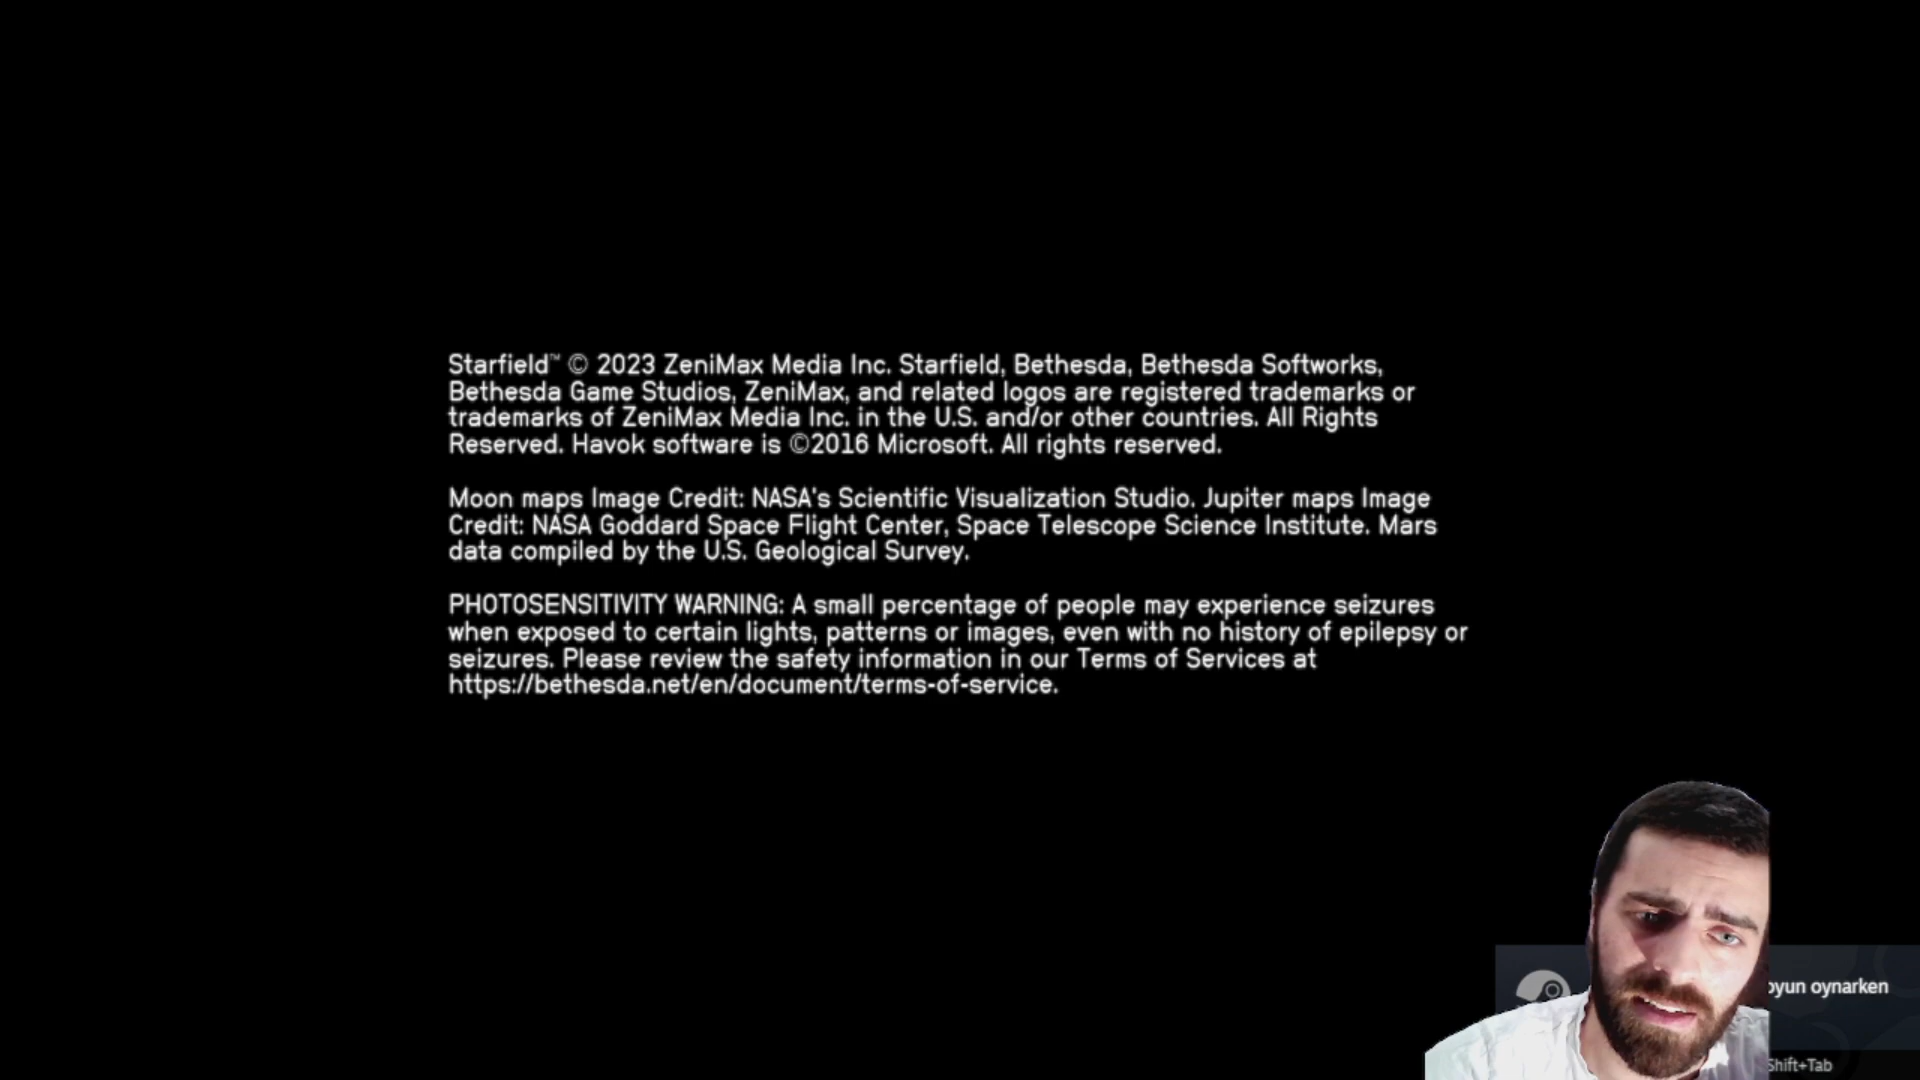 Starfield™ © 2023 ZeniMax Media Inc. Starfield, Bethesda, Bethesda Softworks,
Bethesda Game Studios, ZeniMax, and related logos are registered trademarks or
trademarks of ZeniMax Media Inc. in the U.S. and/or other countries. All Rights
Reserved. Havok software is ©2016 Microsoft. All rights reserved.
Moon maps Image Credit: NASA's Scientific Visualization Studio. Jupiter maps Image
Credit: NASA Goddard Space Flight Center, Space Telescope Science Institute. Mars
data compiled by the U.S. Geological Survey.
PHOTOSENSITIVITY WARNING: A small percentage of people may experience seizures
when exposed to certain lights, patterns or images, even with no history of epilepsy or
seizures. Please review the safety information in our Terms of Services at
https://bethesda.net/en/document/terms-of-service.
oyun oynarken
Shift+Tab